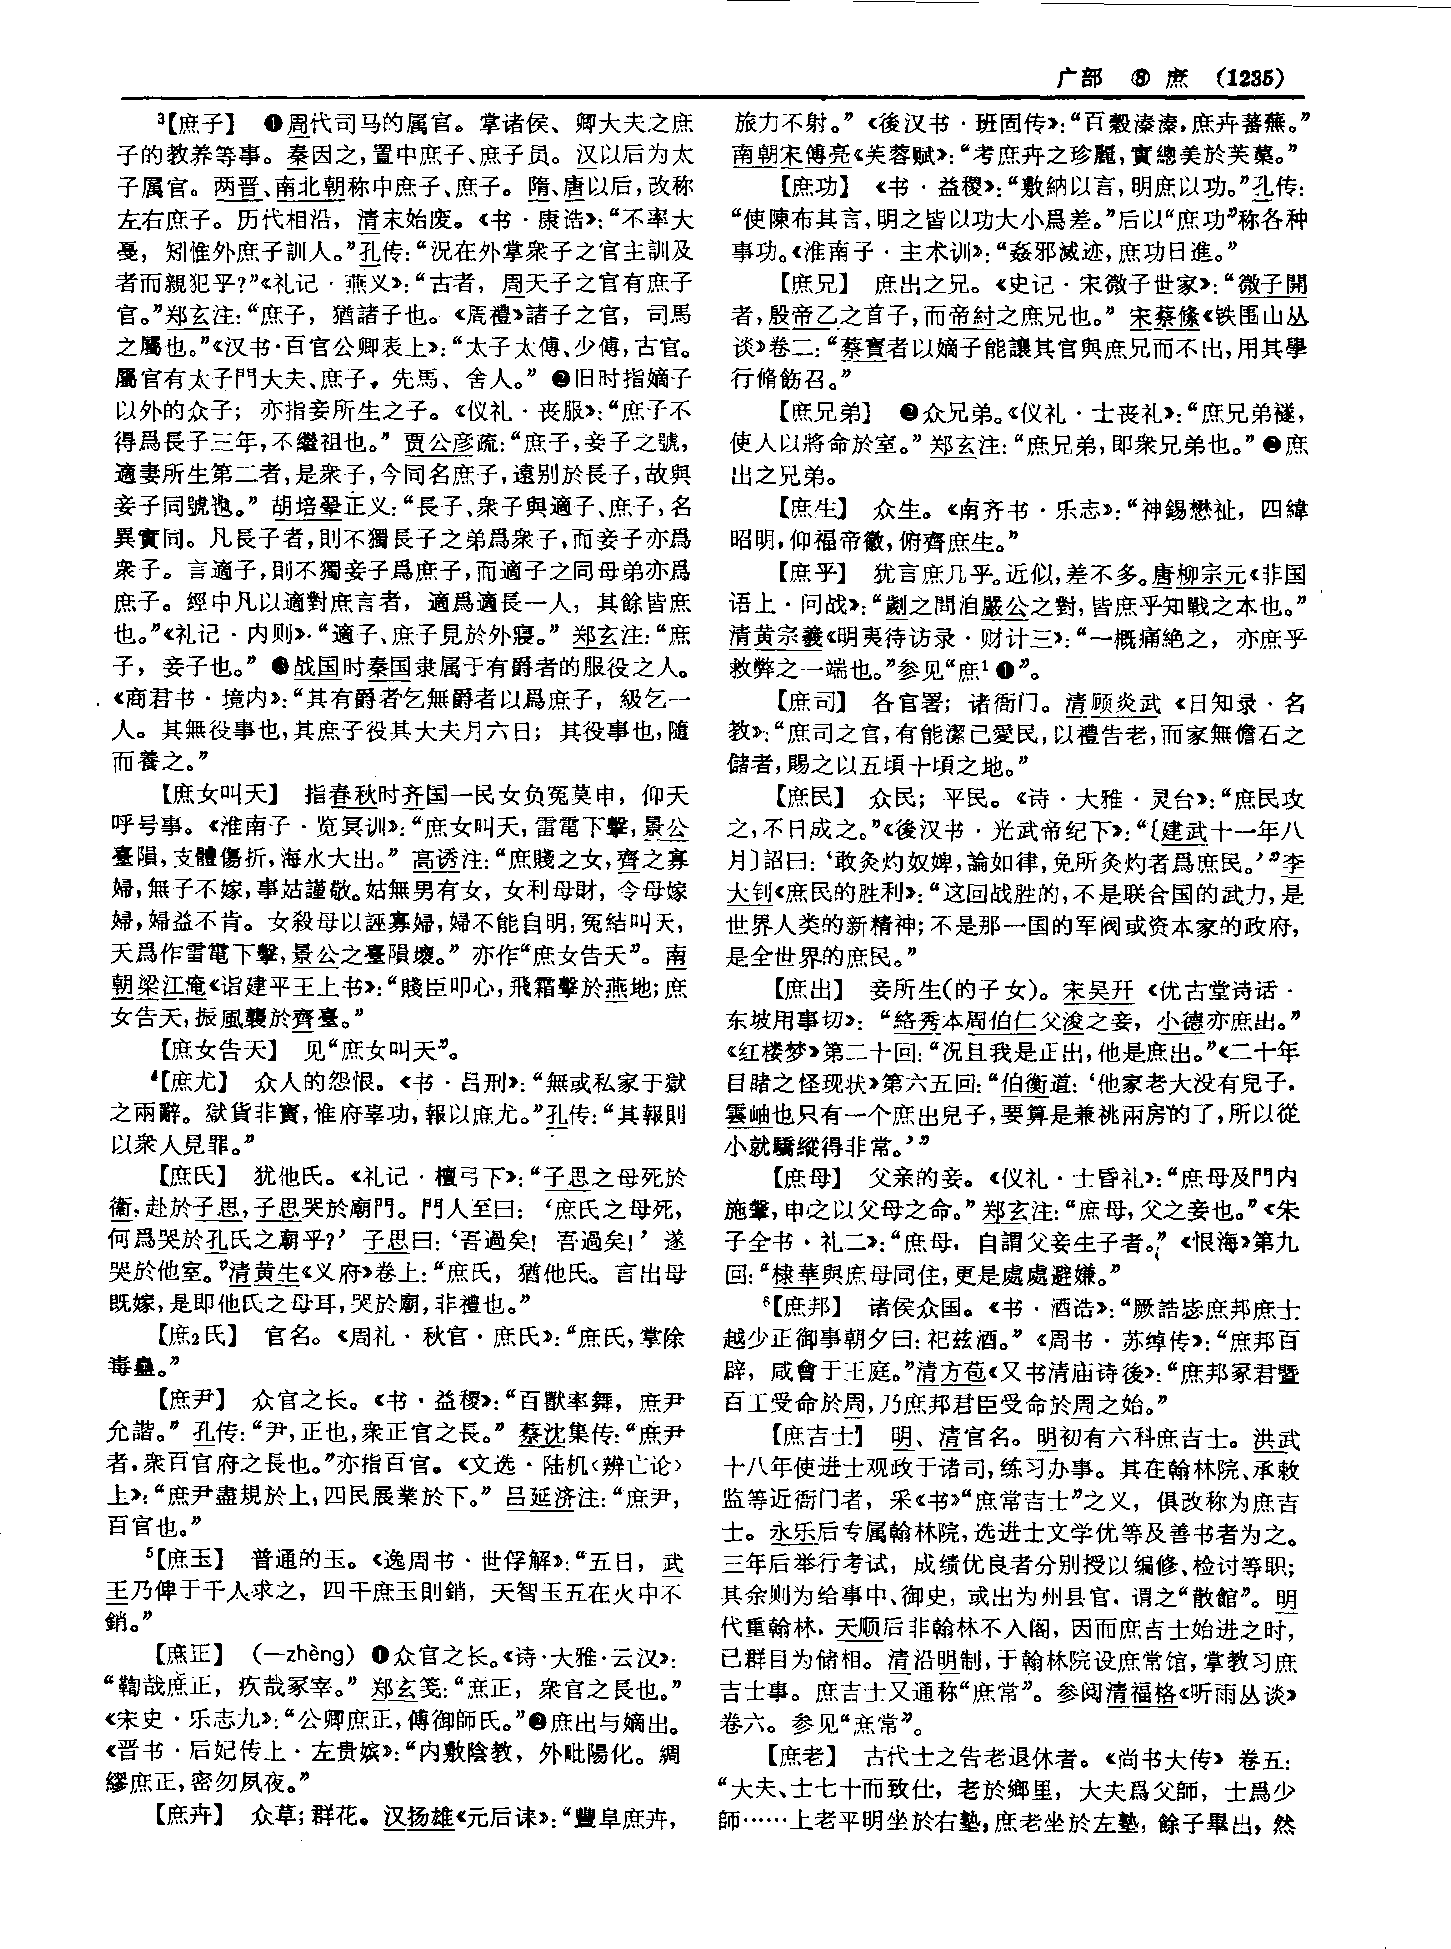 广部 ⑧ 庶 (1235)
³【庶子】 ❶周代司马的属官。掌诸侯、卿大夫之庶
子的教养等事。秦因之，置中庶子、庶子员。汉以后为太
子属官。两晋、南北朝称中庶子、庶子。隋、唐以后，改称
左右庶子。历代相沿，清末始废。《书·康诰》：“不率大
戛，矧惟外庶子訓人。”孔传：“況在外掌衆子之官主訓及
者而親犯乎？”《礼记·燕义》：“古者，周天子之官有庶子
官。”郑玄注：“庶子，猶諸子也。《周禮》諸子之官，司馬
之屬也。”《汉书·百官公卿表上》：“太子太傅、少傅，古官。
屬官有太子門大夫、庶子，先馬、舍人。” ❷旧时指嫡子
以外的众子；亦指妾所生之子。《仪礼·丧服》：“庶子不
得爲長子三年，不繼祖也。” 贾公彦疏：“庶子，妾子之號，
適妻所生第二者，是衆子，今同名庶子，遠别於長子，故與
妾子同號也。” 胡培翬正义：“長子、衆子與適子、庶子，名
異實同。凡長子者，則不獨長子之弟爲衆子，而妾子亦爲
衆子。言適子，則不獨妾子爲庶子，而適子之同母弟亦爲
庶子。經中凡以適對庶言者，適爲適長一人，其餘皆庶
也。”《礼记·内则》：“適子、庶子見於外寢。” 郑玄注：“庶
子，妾子也。” ❸战国时秦国隶属于有爵者的服役之人。
《商君书·境内》：“其有爵者乞無爵者以爲庶子，級乞一
人。其無役事也，其庶子役其大夫月六日；其役事也，隨
而養之。”
【庶女叫天】 指春秋时齐国一民女负冤莫申，仰天
呼号事。《淮南子·览冥训》：“庶女叫天，雷電下擊，景公
臺隕，支體傷折，海水大出。” 高诱注：“庶賤之女，齊之寡
婦，無子不嫁，事姑謹敬。姑無男有女，女利母財，令母嫁
婦，婦益不肯。女殺母以誣寡婦，婦不能自明，冤結叫天，
天爲作雷電下擊，景公之臺隕壞。” 亦作“庶女告天”。南
朝梁江淹《诣建平王上书》：“賤臣叩心，飛霜擊於燕地；庶
女告天，振風襲於齊臺。”
【庶女告天】 见“庶女叫天”。
⁴【庶尤】 众人的怨恨。《书·吕刑》：“無或私家于獄
之兩辭。獄貨非寶，惟府辜功，報以庶尤。”孔传：“其報則
以衆人見罪。”
【庶氏】 犹他氏。《礼记·檀弓下》：“子思之母死於
衞，赴於子思，子思哭於廟門。門人至曰：‘庶氏之母死，
何爲哭於孔氏之廟乎？’ 子思曰：‘吾過矣！吾過矣！’遂
哭於他室。”清黄生《义府》卷上：“庶氏，猶他氏。言出母
既嫁，是即他氏之母耳，哭於廟，非禮也。”
【庶₂氏】 官名。《周礼·秋官·庶氏》：“庶氏，掌除
毒蠱。”
【庶尹】 众官之长。《书·益稷》：“百獸率舞，庶尹
允諧。” 孔传：“尹，正也，衆正官之長。” 蔡沈集传：“庶尹
者，衆百官府之長也。”亦指百官。《文选·陆机〈辨亡论〉
上》：“庶尹盡規於上，四民展業於下。” 吕延济注：“庶尹，
百官也。”
⁵【庶玉】 普通的玉。《逸周书·世俘解》：“五日，武
王乃俾于千人求之，四千庶玉則銷，天智玉五在火中不
銷。”
【庶正】 （—zhèng）❶众官之长。《诗·大雅·云汉》：
“鞫哉庶正，疚哉冢宰。” 郑玄笺：“庶正，衆官之長也。”
《宋史·乐志九》：“公卿庶正，傅御師氏。”❷庶出与嫡出。
《晋书·后妃传上·左贵嫔》：“内敷陰教，外毗陽化。綢
繆庶正，密勿夙夜。”
【庶卉】 众草；群花。汉扬雄《元后诔》：“豐阜庶卉，
旅力不射。”《後汉书·班固传》：“百穀溱溱，庶卉蕃蕪。”
南朝宋傅亮《芙蓉赋》：“考庶卉之珍麗，實總美於芙蕖。”
【庶功】 《书·益稷》：“敷納以言，明庶以功。”孔传：
“使陳布其言，明之皆以功大小爲差。”后以“庶功”称各种
事功。《淮南子·主术训》：“姦邪滅迹，庶功日進。”
【庶兄】 庶出之兄。《史记·宋微子世家》：“微子開
者，殷帝乙之首子，而帝紂之庶兄也。” 宋蔡絛《铁围山丛
谈》卷二：“蔡寶者以嫡子能讓其官與庶兄而不出，用其學
行脩飭召。”
【庶兄弟】 ❷众兄弟。《仪礼·士丧礼》：“庶兄弟襚，
使人以將命於室。” 郑玄注：“庶兄弟，即衆兄弟也。”❷庶
出之兄弟。
【庶生】 众生。《南齐书·乐志》：“神錫懋祉，四緯
昭明，仰福帝徽，俯齊庶生。”
【庶乎】 犹言庶几乎。近似，差不多。唐柳宗元《非国
语上·问战》：“劌之問洎嚴公之對，皆庶乎知戰之本也。”
清黄宗羲《明夷待访录·财计三》：“一概痛絶之，亦庶乎
救弊之一端也。”参见“庶¹❶”。
【庶司】 各官署；诸衙门。清顾炎武《日知录·名
教》：“庶司之官，有能潔己愛民，以禮告老，而家無儋石之
儲者，賜之以五頃十頃之地。”
【庶民】 众民；平民。《诗·大雅·灵台》：“庶民攻
之，不日成之。”《後汉书·光武帝纪下》：“〔建武十一年八
月〕詔曰：‘敢灸灼奴婢，論如律，免所灸灼者爲庶民。’”李
大钊《庶民的胜利》：“这回战胜的，不是联合国的武力，是
世界人类的新精神；不是那一国的军阀或资本家的政府，
是全世界的庶民。”
【庶出】 妾所生（的子女）。宋吴幵《优古堂诗话·
东坡用事切》：“絡秀本周伯仁父浚之妾，小德亦庶出。”
《红楼梦》第二十回：“况且我是正出，他是庶出。”《二十年
目睹之怪现状》第六五回：“伯衡道：‘他家老大没有兒子，
雲岫也只有一个庶出兒子，要算是兼祧兩房的了，所以從
小就驕縱得非常。’”
【庶母】 父亲的妾。《仪礼·士昏礼》：“庶母及門内
施鞶，申之以父母之命。” 郑玄注：“庶母，父之妾也。”《朱
子全书·礼二》：“庶母，自謂父妾生子者。” 《恨海》第九
回：“棣華與庶母同住，更是處處避嫌。”
⁶【庶邦】 诸侯众国。《书·酒诰》：“厥誥毖庶邦庶士
越少正御事朝夕曰：祀兹酒。” 《周书·苏绰传》：“庶邦百
辟，咸會于王庭。”清方苞《又书清庙诗後》：“庶邦冢君暨
百工受命於周，乃庶邦君臣受命於周之始。”
【庶吉士】 明、清官名。明初有六科庶吉士。洪武
十八年使进士观政于诸司，练习办事。其在翰林院、承敕
监等近衙门者，采《书》“庶常吉士”之义，俱改称为庶吉
士。永乐后专属翰林院，选进士文学优等及善书者为之。
三年后举行考试，成绩优良者分别授以编修、检讨等职；
其余则为给事中、御史，或出为州县官，谓之“散館”。明
代重翰林，天顺后非翰林不入阁，因而庶吉士始进之时，
已群目为储相。清沿明制，于翰林院设庶常馆，掌教习庶
吉士事。庶吉士又通称“庶常”。参阅清福格《听雨丛谈》
卷六。参见“庶常”。
【庶老】 古代士之告老退休者。《尚书大传》卷五：
“大夫、士七十而致仕，老於鄉里，大夫爲父師，士爲少
師……上老平明坐於右塾，庶老坐於左塾，餘子畢出，然